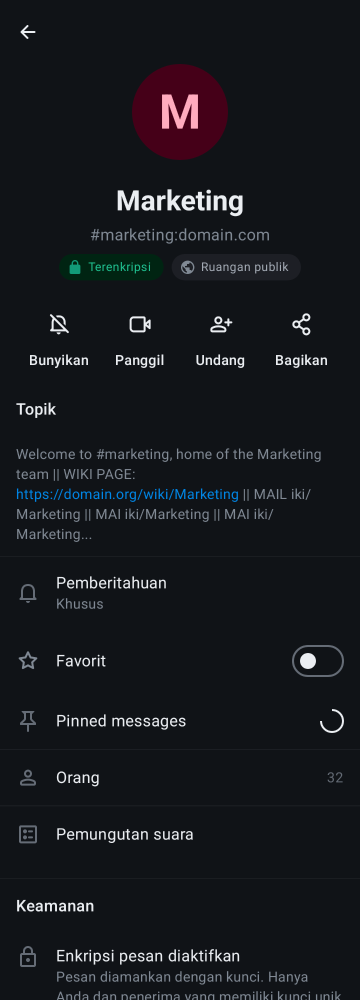 M
Marketing
#marketing:domain.com
Terenkripsi
Ruangan publik
Bunyikan
Panggil
Undang
Bagikan
Topik
Welcome to #marketing, home of the Marketing
team || WIKI PAGE:
https://domain.org/wiki/Marketing || MAIL iki/
Marketing || MAI iki/Marketing || MAI iki/
Marketing...
Pemberitahuan
Khusus
Favorit
Pinned messages
Orang
32
Pemungutan suara
Keamanan
Enkripsi pesan diaktifkan
Pesan diamankan dengan kunci. Hanya
Anda dan penerima yang memiliki kunci unik